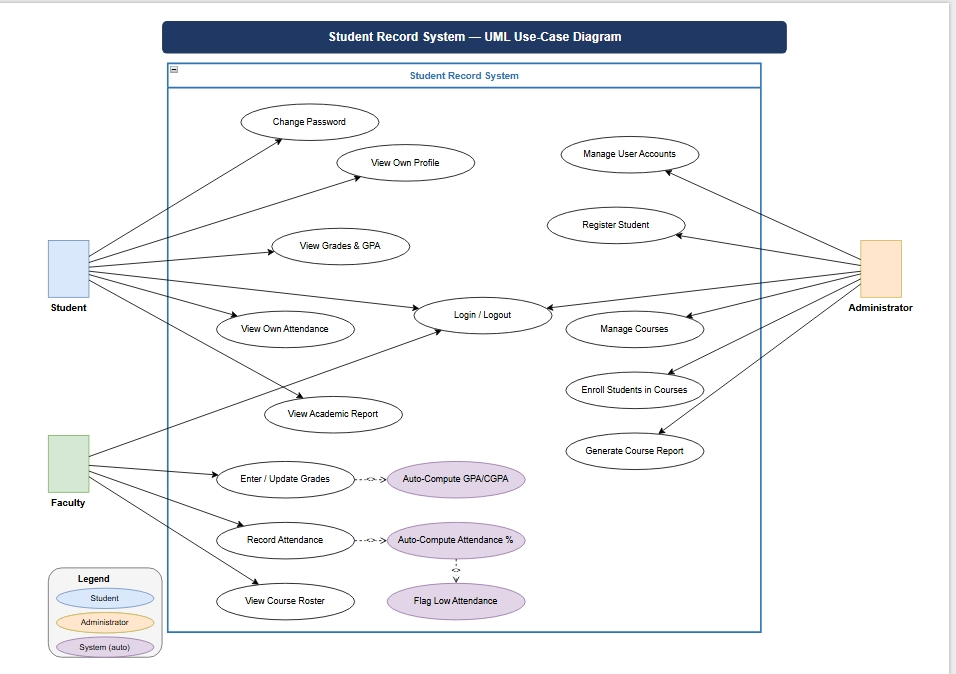 Student Record System — UML Use-Case Diagram
Student Record System
Change Password
View Own Profile
Manage User Accounts
Register Student
View Grades & GPA
Student
Administrator
Login / Logout
View Own Attendance
Manage Courses
Enroll Students in Courses
View Academic Report
Generate Course Report
Faculty
Enter / Update Grades
Auto-Compute GPA/CGPA
Record Attendance
Auto-Compute Attendance %
View Course Roster
Flag Low Attendance
Legend
Student
Administrator
System (auto)